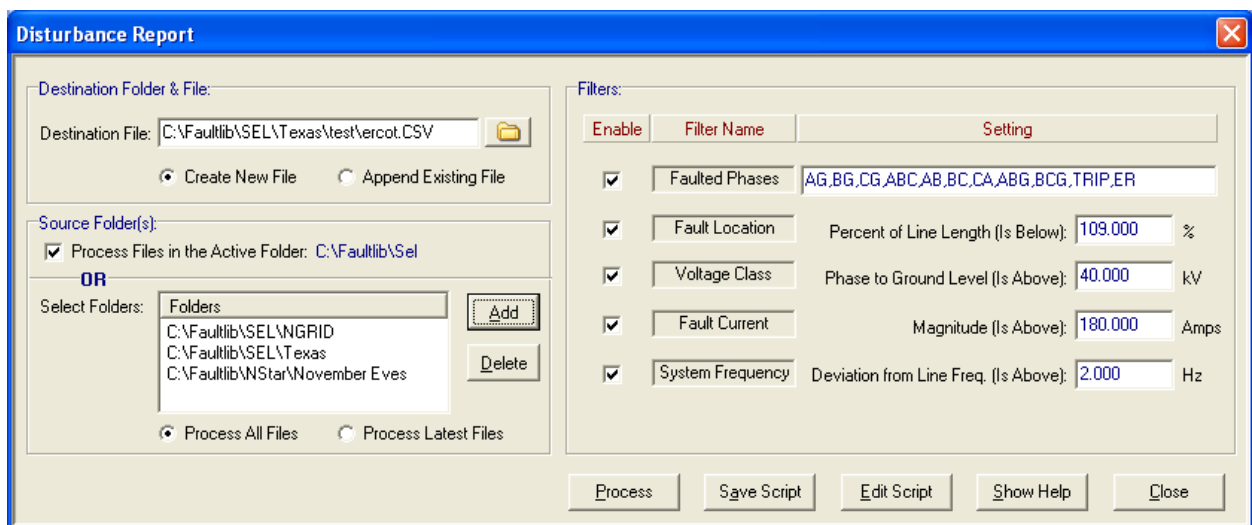 Disturbance Report
Destination Folder & File:
Destination File: C:\Faultlib\SEL\Texas\test\ercot.CSV
Create New File Append Existing File
Source Folder(s):
Process Files in the Active Folder: C:\Faultlib\Sel
OR
Select Folders: Folders
C:\Faultlib\SEL\NGRID
C:\Faultlib\SEL\Texas
C:\Faultlib\NStar\November Eves
Add
Delete
Process All Files Process Latest Files
Filters:
Enable Filter Name Setting
Faulted Phases AG,BG,CG,ABC,AB,BC,CA,ABG,BCG,TRIP,ER
Fault Location Percent of Line Length (Is Below): 109.000 %
Voltage Class Phase to Ground Level (Is Above): 40.000 kV
Fault Current Magnitude (Is Above): 180.000 Amps
System Frequency Deviation from Line Freq. (Is Above): 2.000 Hz
Process Save Script Edit Script Show Help Close